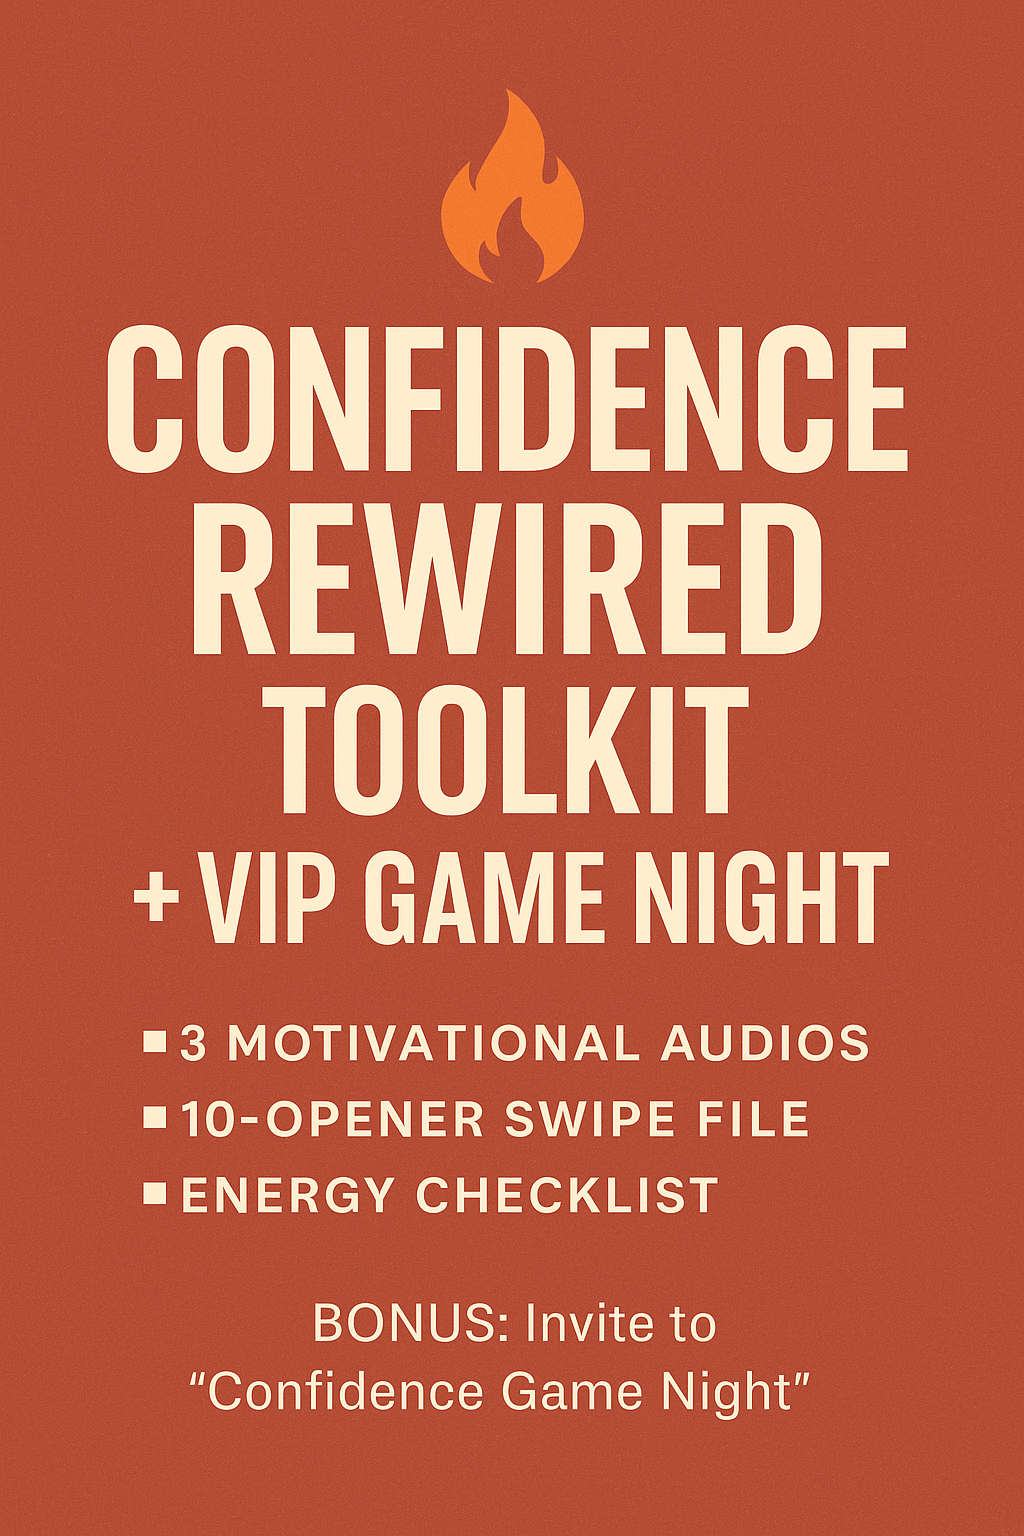 CONFIDENCE
REWIRED
TOOLKIT
+ VIP GAME NIGHT
▪ 3 MOTIVATIONAL AUDIOS
▪ 10-OPENER SWIPE FILE
▪ ENERGY CHECKLIST
BONUS: Invite to
“Confidence Game Night”